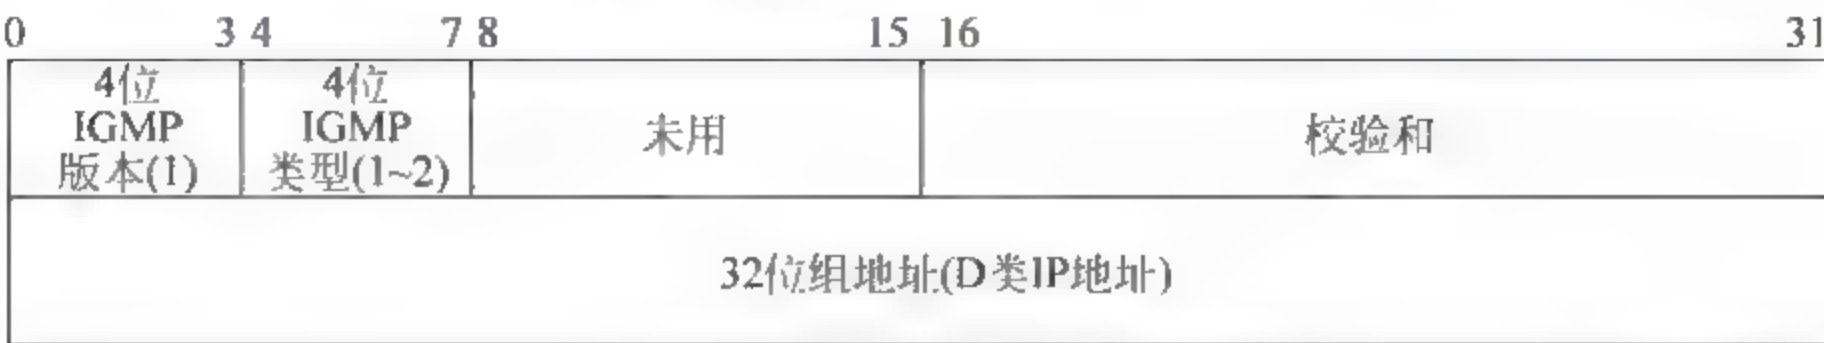 0 3 4 7 8 15 16 31
4位
IGMP
版本(1)
4位
IGMP
类型(1~2)
未用
校验和
32位组地址(D类IP地址)